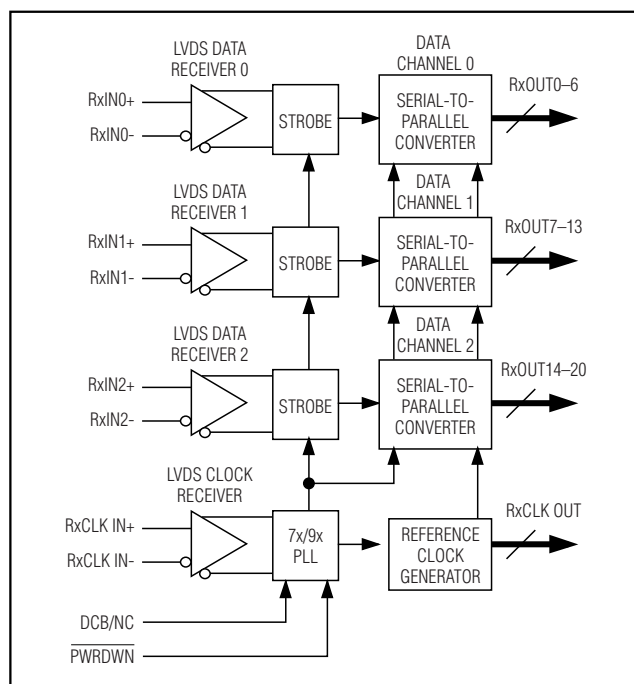 LVDS DATA
RECEIVER 0
DATA
CHANNEL 0
RxIN0+
RxIN0-
STROBE
SERIAL-TO-
PARALLEL
CONVERTER
RxOUT0–6
LVDS DATA
RECEIVER 1
DATA
CHANNEL 1
RxIN1+
RxIN1-
STROBE
SERIAL-TO-
PARALLEL
CONVERTER
RxOUT7–13
LVDS DATA
RECEIVER 2
DATA
CHANNEL 2
RxIN2+
RxIN2-
STROBE
SERIAL-TO-
PARALLEL
CONVERTER
RxOUT14–20
LVDS CLOCK
RECEIVER
RxCLK IN+
RxCLK IN-
7x/9x
PLL
REFERENCE
CLOCK
GENERATOR
RxCLK OUT
DCB/NC
PWRDWN